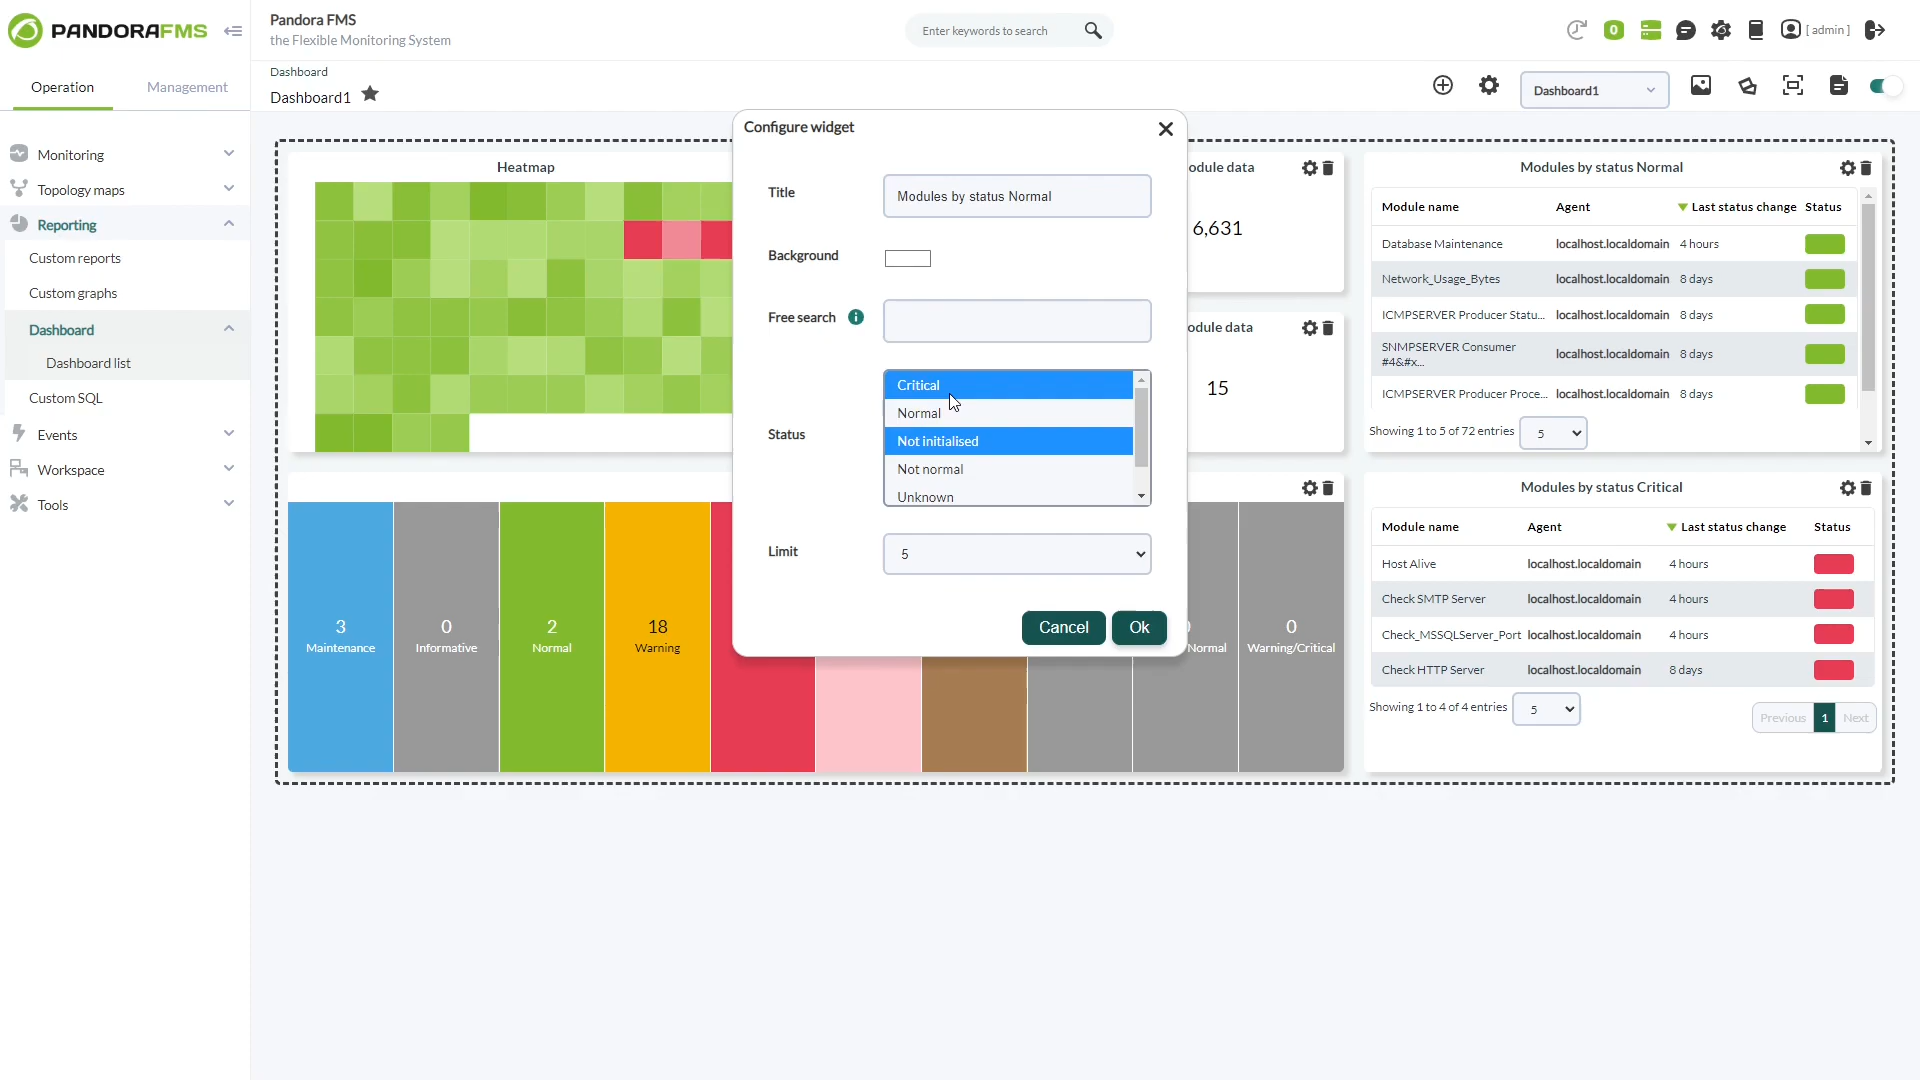 PANDORAFMS
Pandora FMS
the Flexible Monitoring System
Enter keywords to search
0
[ admin ]
Operation
Management
Dashboard
Dashboard1
Dashboard1
Monitoring
Topology maps
Reporting
Custom reports
Custom graphs
Dashboard
Dashboard list
Custom SQL
Events
Workspace
Tools
Heatmap
Configure widget
Title
Modules by status Normal
Background
Free search
Status
Critical
Normal
Not initialised
Not normal
Unknown
Limit
5
Cancel
Ok
odule data
6,631
odule data
15
Modules by status Normal
Module name Agent Last status change Status
Database Maintenance localhost.localdomain 4 hours
Network_Usage_Bytes localhost.localdomain 8 days
ICMPSERVER Producer Statu... localhost.localdomain 8 days
SNMPSERVER Consumer
#4&#x... localhost.localdomain 8 days
ICMPSERVER Producer Proce... localhost.localdomain 8 days
Showing 1 to 5 of 72 entries 5
3
Maintenance
0
Informative
2
Normal
18
Warning
Normal
0
Warning/Critical
Modules by status Critical
Module name Agent Last status change Status
Host Alive localhost.localdomain 4 hours
Check SMTP Server localhost.localdomain 4 hours
Check_MSSQLServer_Port localhost.localdomain 4 hours
Check HTTP Server localhost.localdomain 8 days
Showing 1 to 4 of 4 entries 5
Previous 1 Next